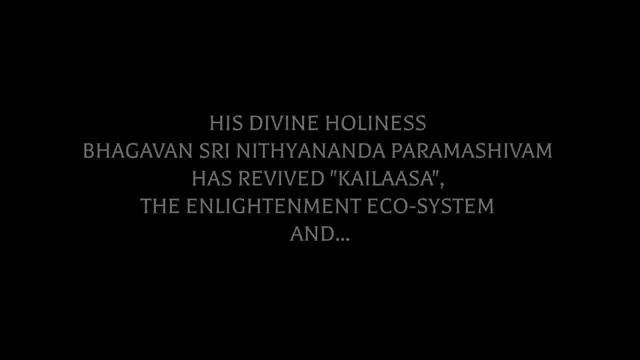 HIS DIVINE HOLINESS
BHAGAVAN SRI NITHYANANDA PARAMASHIVAM
HAS REVIVED "KAILAASA",
THE ENLIGHTENMENT ECO-SYSTEM
AND...